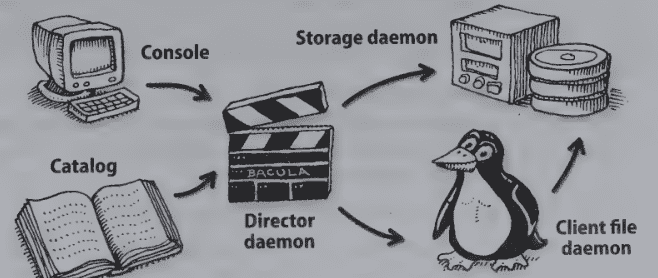 Console
Storage daemon
Catalog
BACULA
Director
daemon
Client file
daemon